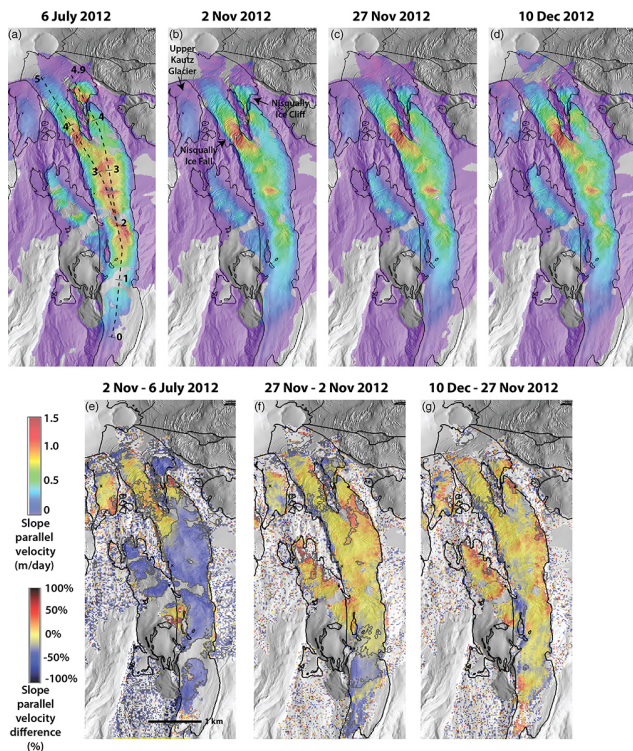 6 July 2012
2 Nov 2012
27 Nov 2012
10 Dec 2012
(a)
(b)
(c)
(d)
Upper
Kautz
Glacier
Nisqually
Ice Cliff
Nisqually
Ice Fall
5
4.9
4
4
3
3
2
1
0
2 Nov - 6 July 2012
27 Nov - 2 Nov 2012
10 Dec - 27 Nov 2012
(e)
(f)
(g)
1.5
1.0
0.5
0
Slope
parallel
velocity
(m/day)
100%
50%
0%
-50%
-100%
Slope
parallel
velocity
difference
(%)
1 km